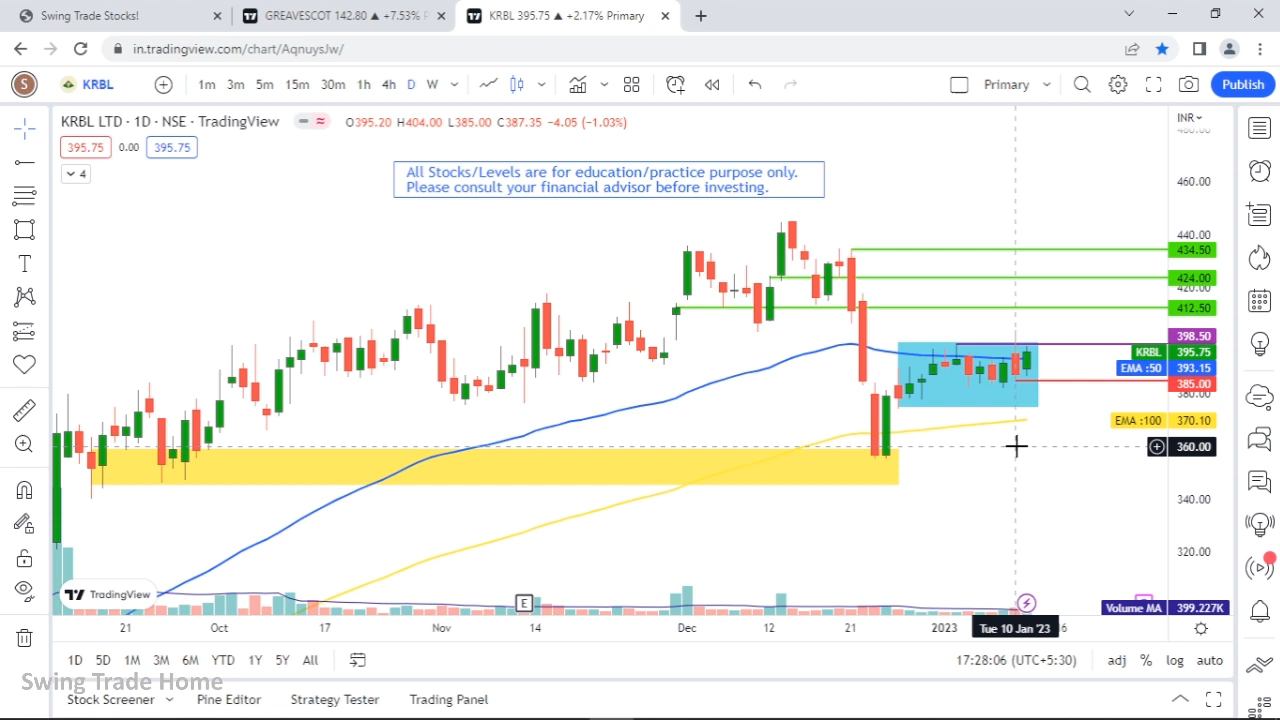 Swing Trade Stocks!
GREAVESCOT 142.80 ▲ +7.53% P
KRBL 395.75 ▲ +2.17% Primary
in.tradingview.com/chart/AqnuysJw/
S KRBL 1m 3m 5m 15m 30m 1h 4h D W Primary Publish
KRBL LTD · 1D · NSE · TradingView O395.20 H404.00 L385.00 C387.35 −4.05 (−1.03%)
INR
395.75 0.00 395.75
4
All Stocks/Levels are for education/practice purpose only.
Please consult your financial advisor before investing.
480.00
460.00
440.00
434.50
424.00
420.00
412.50
398.50
KRBL 395.75
EMA :50 393.15
385.00
380.00
EMA :100 370.10
360.00
340.00
320.00
TradingView
E
Volume MA 399.227K
21 Oct 17 Nov 14 Dec 12 21 2023 Tue 10 Jan '23 6
1D 5D 1M 3M 6M YTD 1Y 5Y All 17:28:06 (UTC+5:30) adj % log auto
Swing Trade Home
Stock Screener Pine Editor Strategy Tester Trading Panel